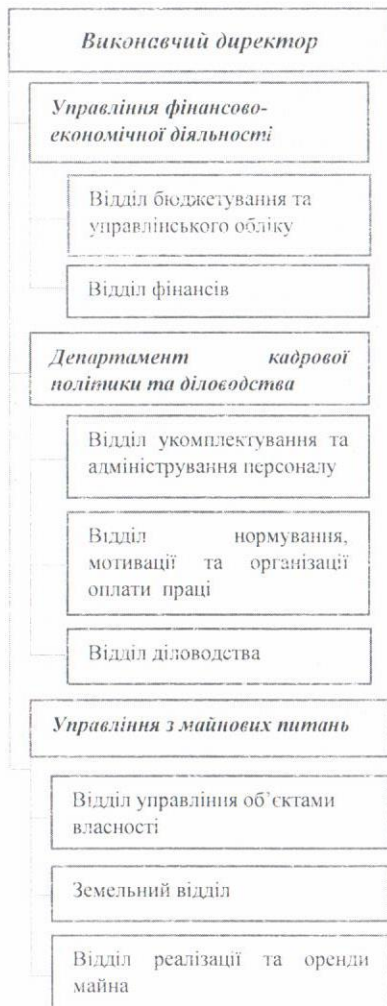 Виконавчий директор
Управління фінансово-
економічної діяльності
Відділ бюджетування та
управлінського обліку
Відділ фінансів
Департамент кадрової
політики та діловодства
Відділ укомплектування та
адміністрування персоналу
Відділ нормування,
мотивації та організації
оплати праці
Відділ діловодства
Управління з майнових питань
Відділ управління об’єктами
власності
Земельний відділ
Відділ реалізації та оренди
майна